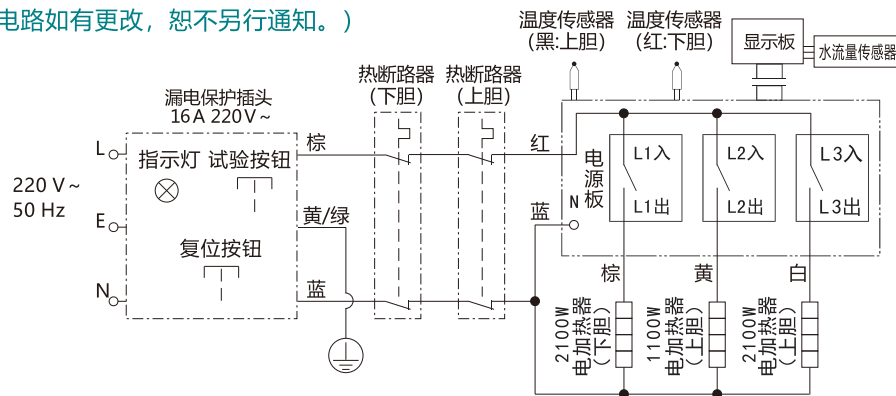 电路如有更改，恕不另行通知。）
温度传感器
(黑:上胆)
温度传感器
(红:下胆)
显示板
水流量传感器
热断路器
(下胆)
热断路器
(上胆)
漏电保护插头
16A 220V~
L
棕
红
指示灯 试验按钮
220 V~
50 Hz
E
黄/绿
复位按钮
N
蓝
蓝
N
电源板
L1入
L1出
L2入
L2出
L3入
L3出
棕
黄
白
2100W
电加热器
(下胆)
1100W
电加热器
(上胆)
2100W
电加热器
(上胆)